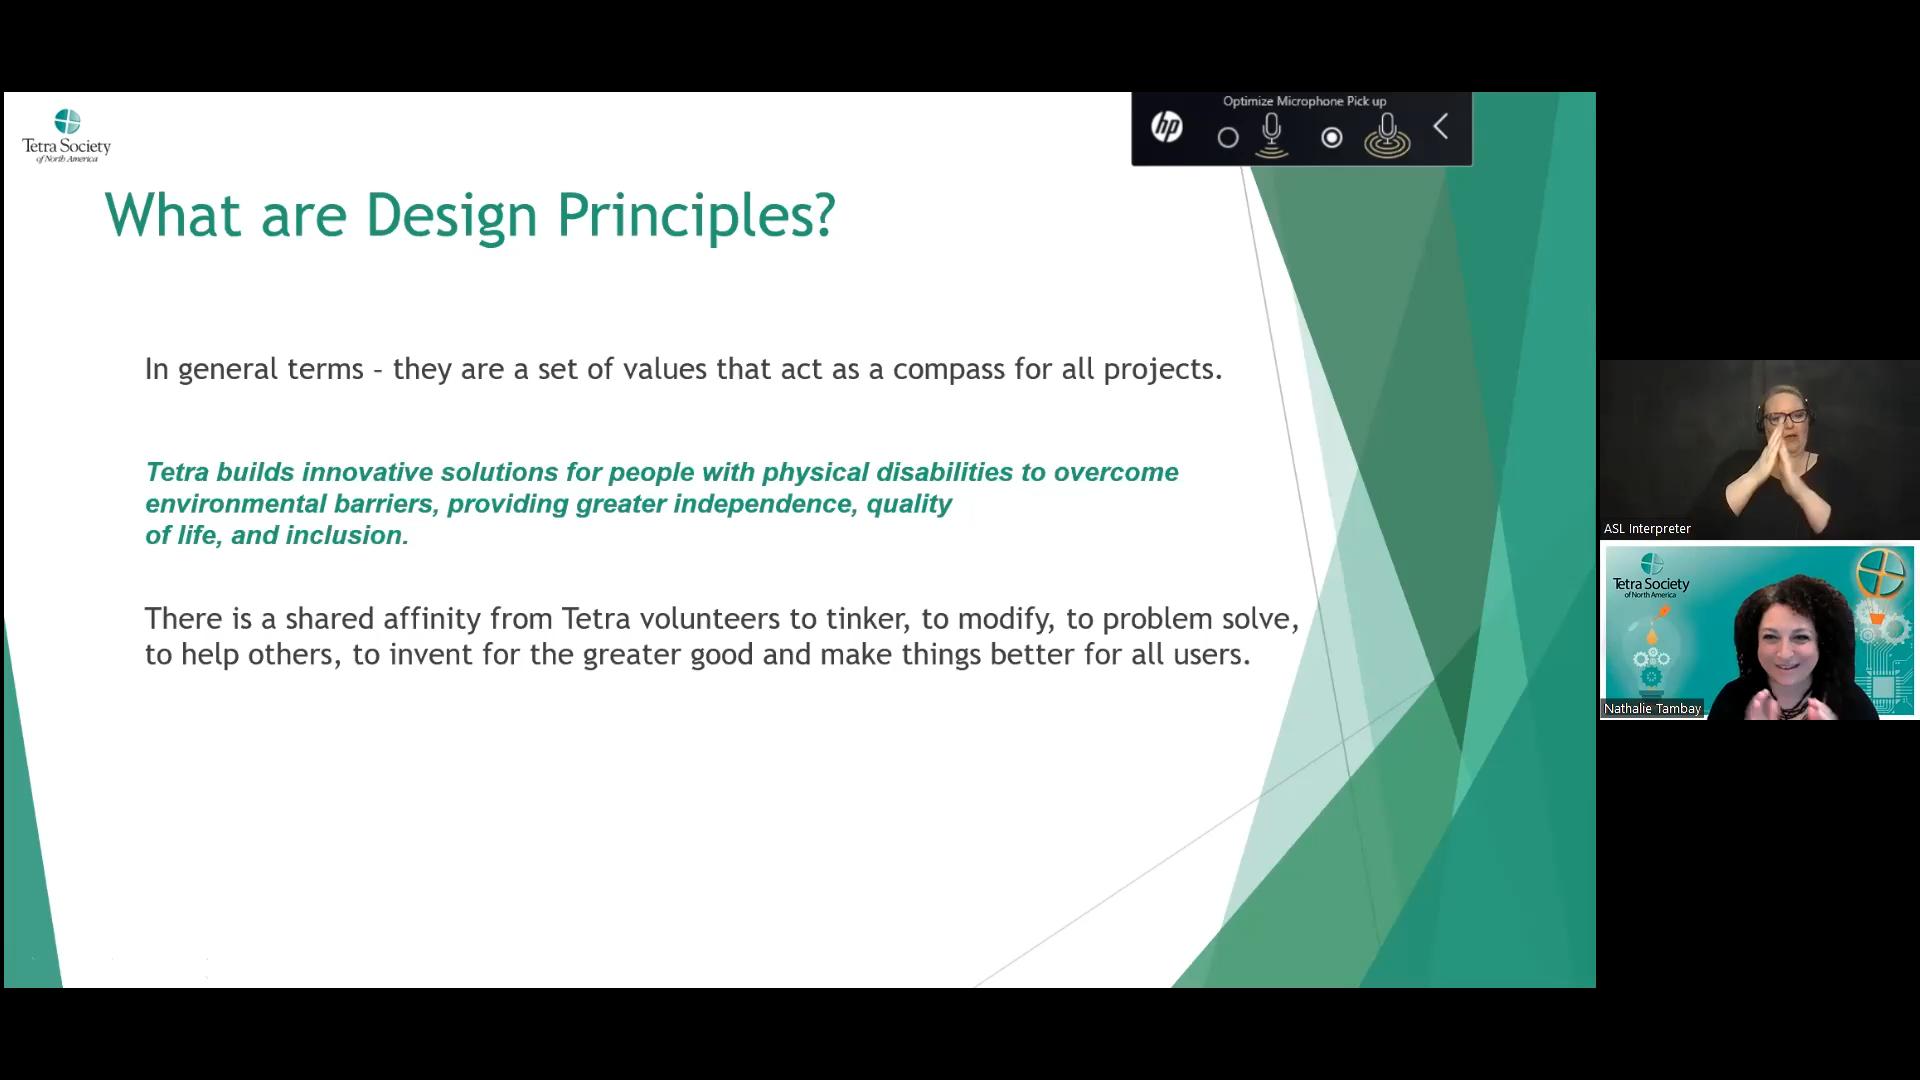 Tetra Society
of North America
Optimize Microphone Pick up
hp
What are Design Principles?
In general terms – they are a set of values that act as a compass for all projects.
Tetra builds innovative solutions for people with physical disabilities to overcome
environmental barriers, providing greater independence, quality
of life, and inclusion.
There is a shared affinity from Tetra volunteers to tinker, to modify, to problem solve,
to help others, to invent for the greater good and make things better for all users.
ASL Interpreter
Tetra Society
of North America
Nathalie Tambay